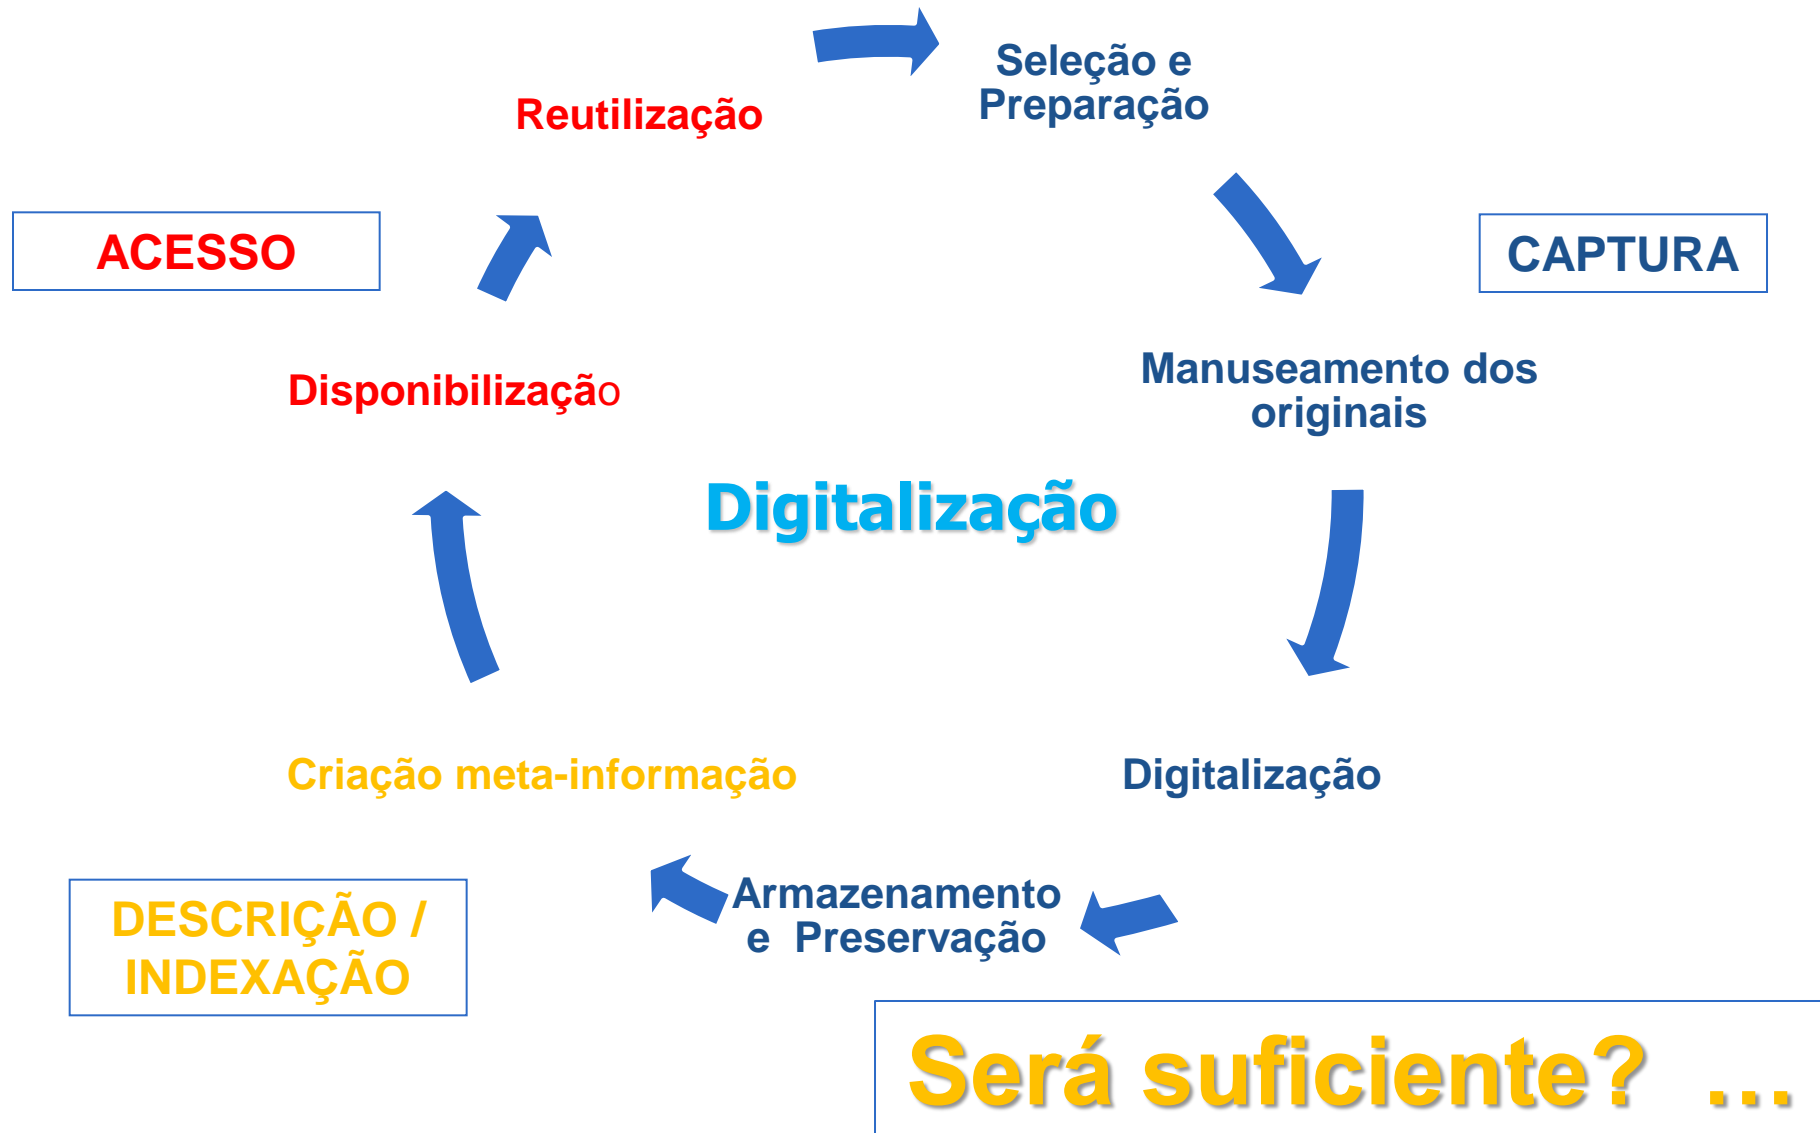 Seleção e
Preparação
Reutilização
ACESSO
CAPTURA
Manuseamento dos
originais
Disponibilização
Digitalização
Criação meta-informação
Digitalização
Armazenamento
e  Preservação
DESCRIÇÃO /
INDEXAÇÃO
Será suficiente?  …